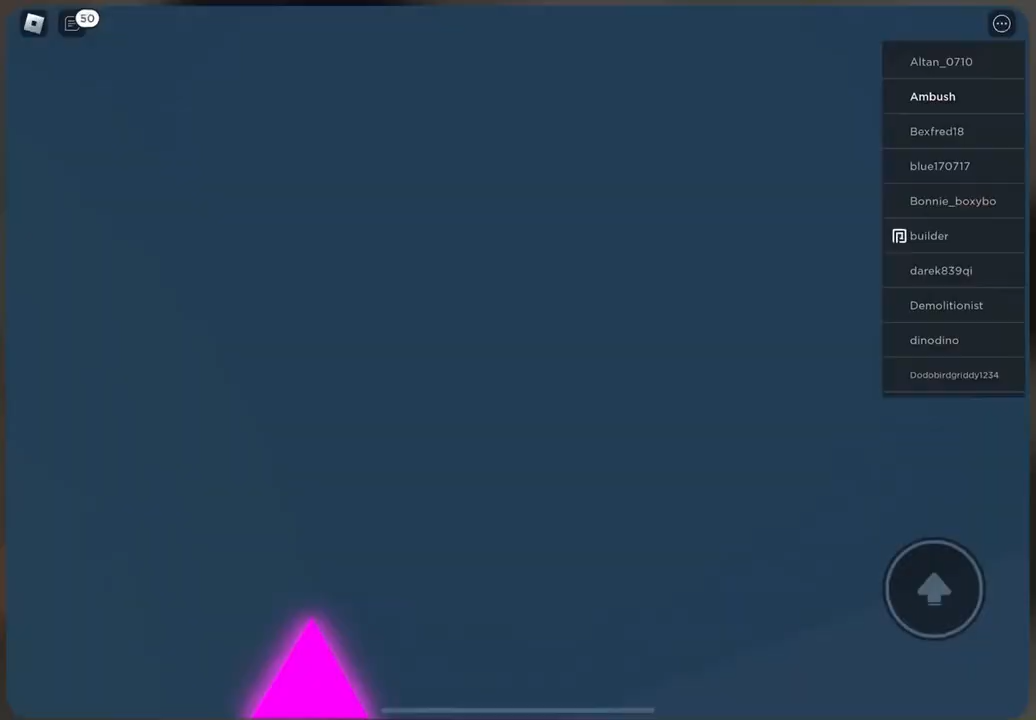 50
Altan_0710
Ambush
Bexfred18
blue170717
Bonnie_boxybo
builder
darek839qi
Demolitionist
dinodino
Dodobirdgriddy1234